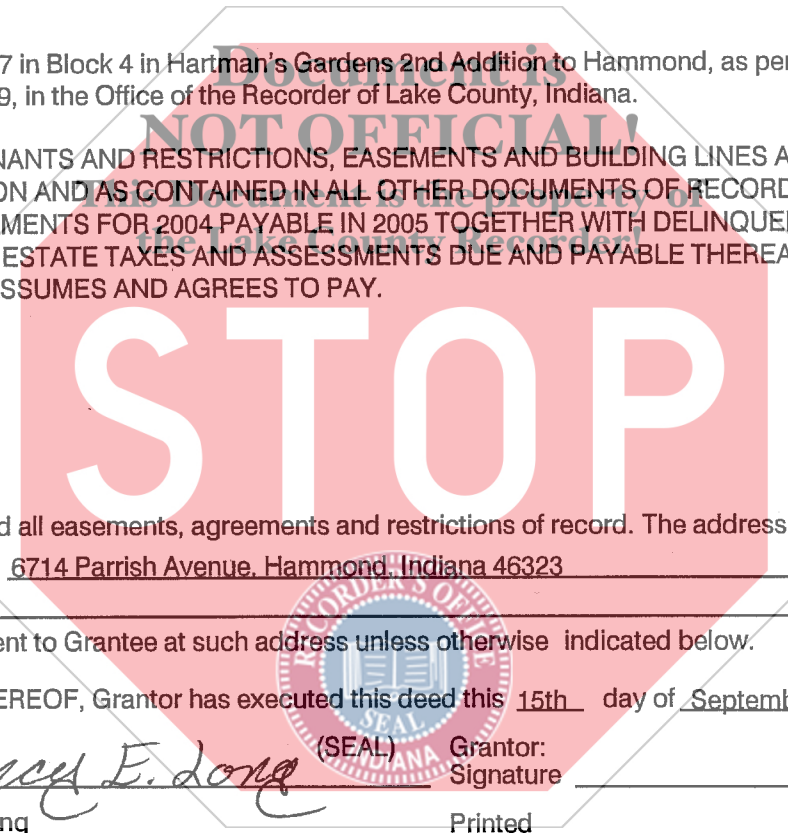 7 in Block 4 in Hartman's Gardens 2nd Addition to Hammond, as per
Document is
9, in the Office of the Recorder of Lake County, Indiana.
NOT OFFICIAL!
NANTS AND RESTRICTIONS, EASEMENTS AND BUILDING LINES A
ON AND AS CONTAINED IN ALL OTHER DOCUMENTS OF RECORD
This Document is the property of
MENTS FOR 2004 PAYABLE IN 2005 TOGETHER WITH DELINQUE
the Lake County Recorder!
ESTATE TAXES AND ASSESSMENTS DUE AND PAYABLE THEREA
SSUMES AND AGREES TO PAY.
STOP
d all easements, agreements and restrictions of record. The address
6714 Parrish Avenue, Hammond, Indiana 46323
RECORDER'S OFFICE
ent to Grantee at such address unless otherwise indicated below.
EREOF, Grantor has executed this deed this 15th day of Septemb
SEAL
INDIANA
ncy E. Long (SEAL) Grantor:
Signature
ng Printed